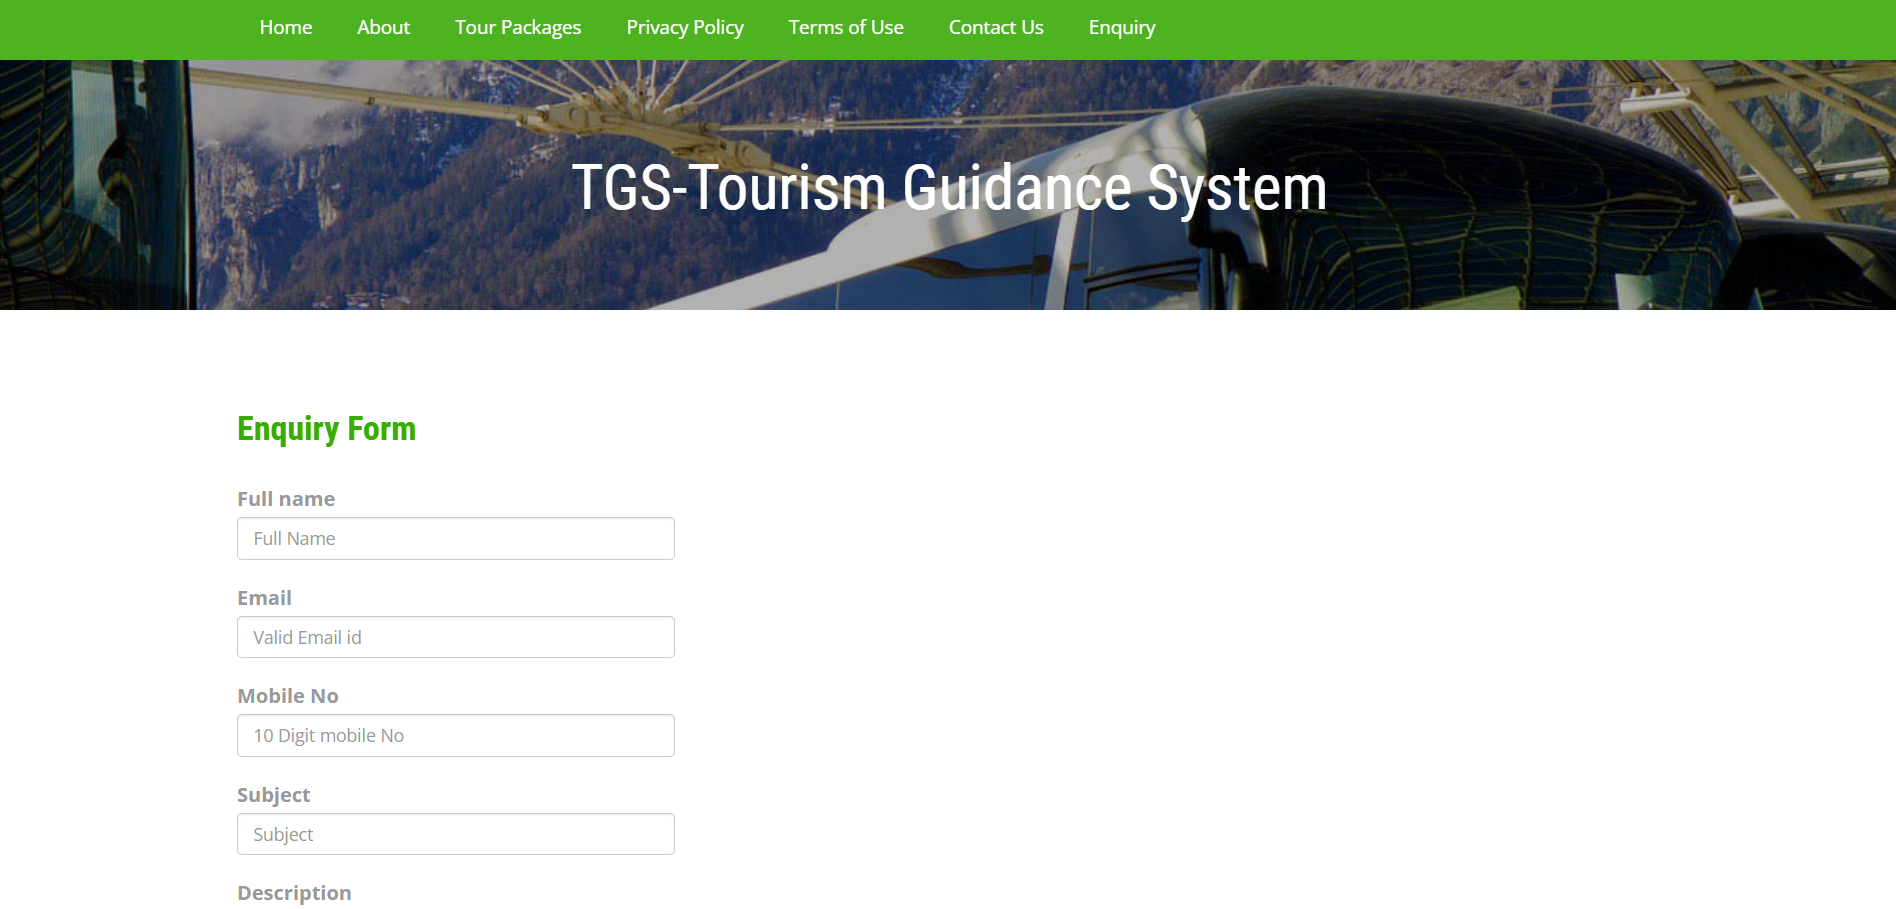 Home About Tour Packages Privacy Policy Terms of Use Contact Us Enquiry
TGS-Tourism Guidance System
Enquiry Form
Full name
Full Name
Email
Valid Email id
Mobile No
10 Digit mobile No
Subject
Subject
Description